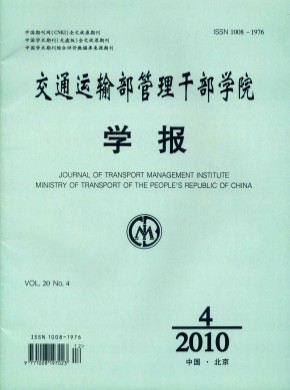 中国期刊网(CNKI)全文收录期刊
中国学术期刊(光盘版)全文收录期刊
中国学术期刊综合评价数据库来源期刊
ISSN 1008-1976
交通运输部管理干部学院
学报
JOURNAL OF TRANSPORT MANAGEMENT INSTITUTE
MINISTRY OF TRANSPORT OF THE PEOPLE'S REPUBLIC OF CHINA
VOL. 20 No. 4
ISSN 1008-1976
9 771008 197023
4
2010
中国·北京